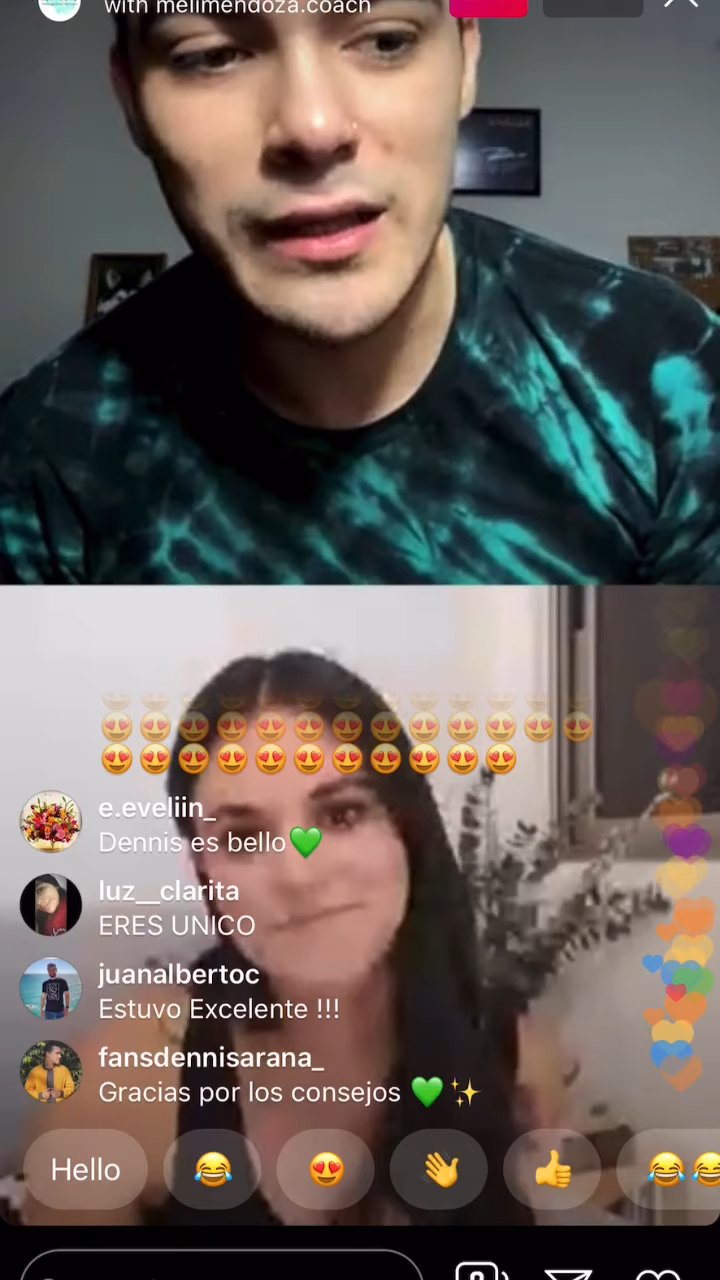 with melimendoza.coach
e.eveliin_
Dennis es bello💚
luz__clarita
ERES UNICO
juanalbertoc
Estuvo Excelente !!!
fansdennisarana_
Gracias por los consejos 💚✨
Hello